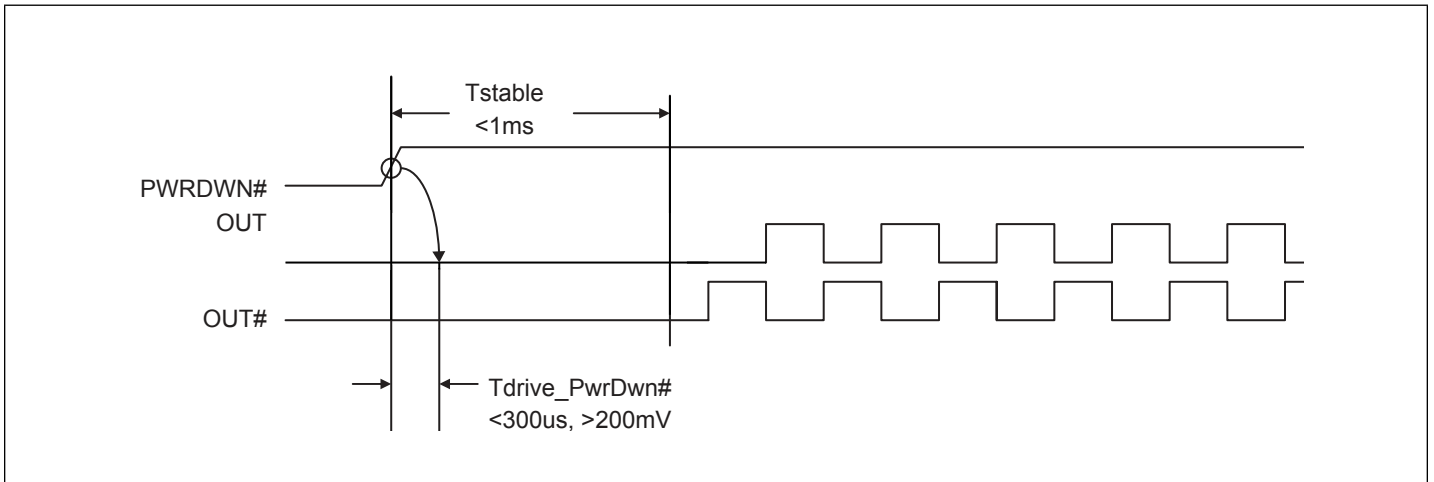 Tstable
<1ms
PWRDWN#
OUT
OUT#
Tdrive_PwrDwn#
<300us, >200mV